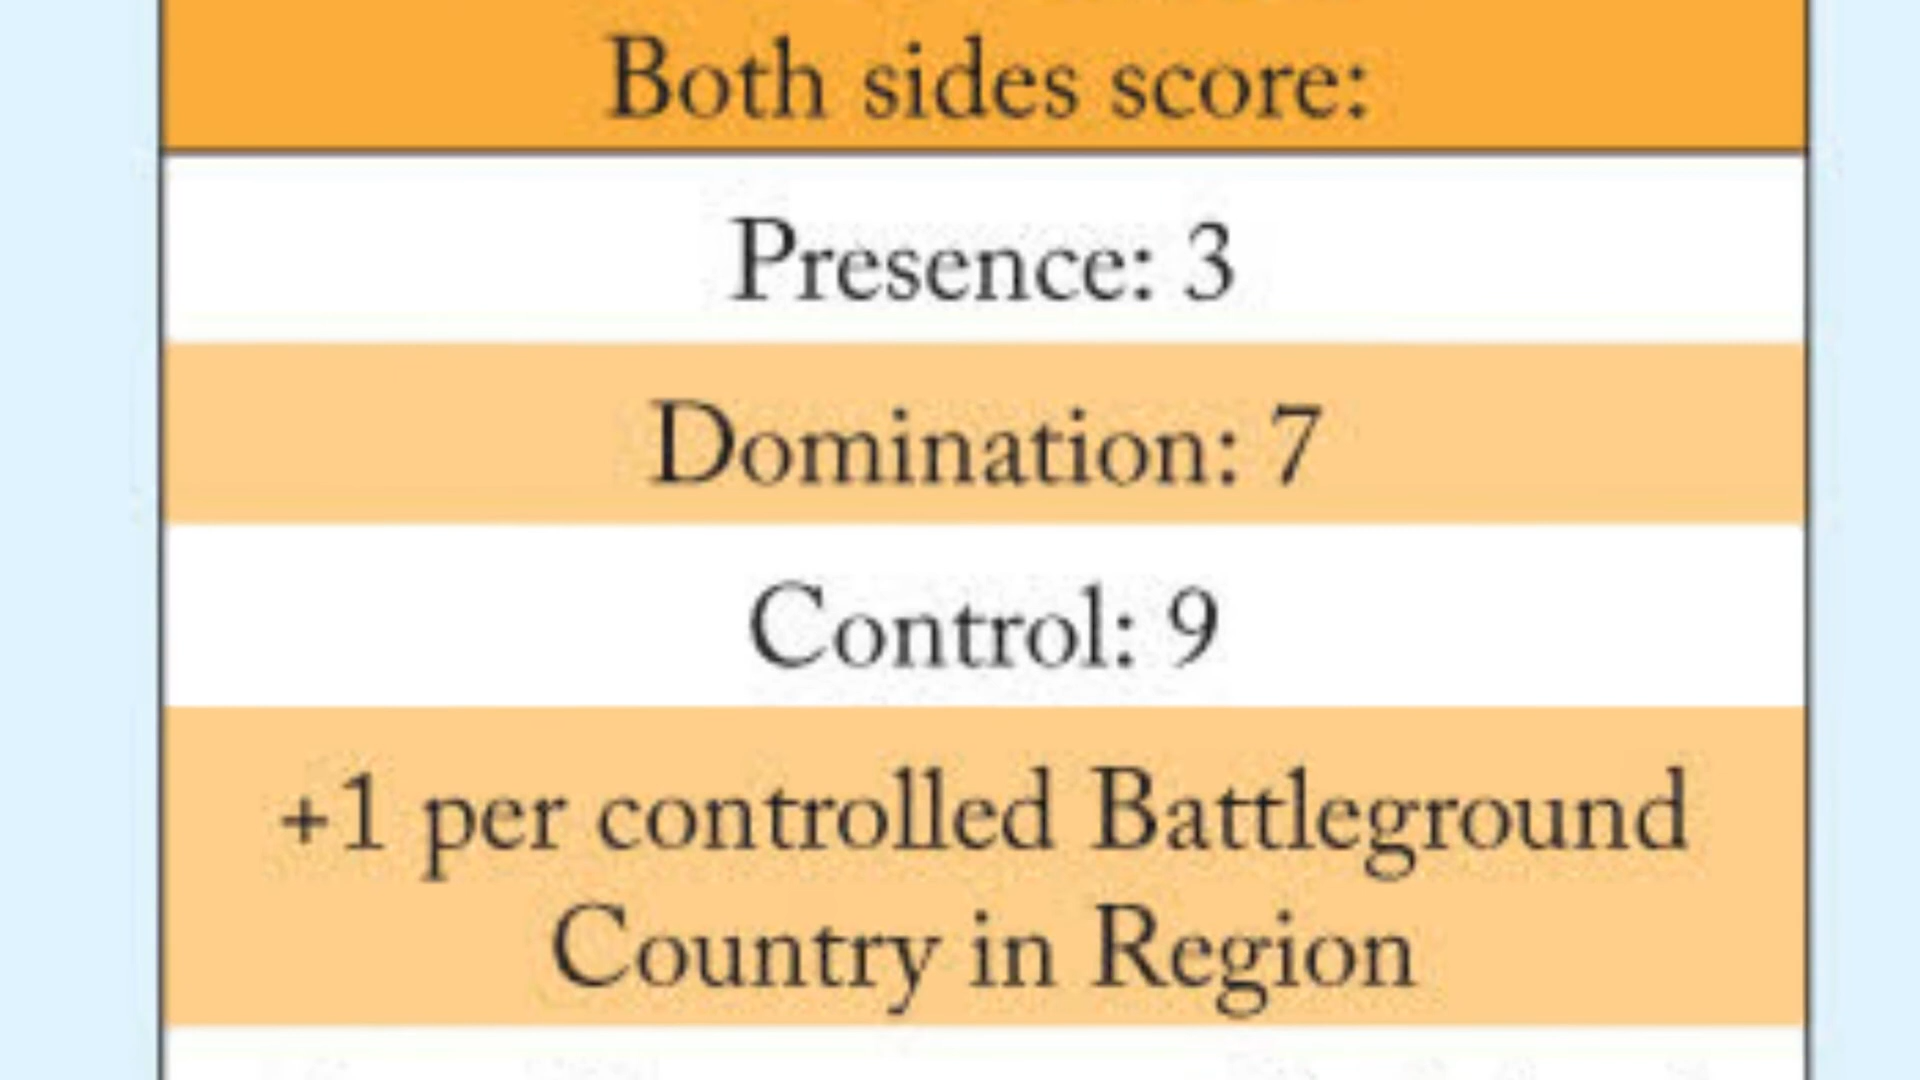 Both sides score:
Presence: 3
Domination: 7
Control: 9
+1 per controlled Battleground
Country in Region